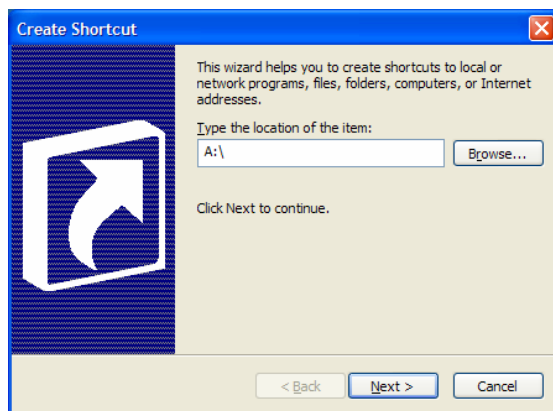 Create Shortcut
This wizard helps you to create shortcuts to local or
network programs, files, folders, computers, or Internet
addresses.
Type the location of the item:
A:\
Browse...
Click Next to continue.
< Back
Next >
Cancel